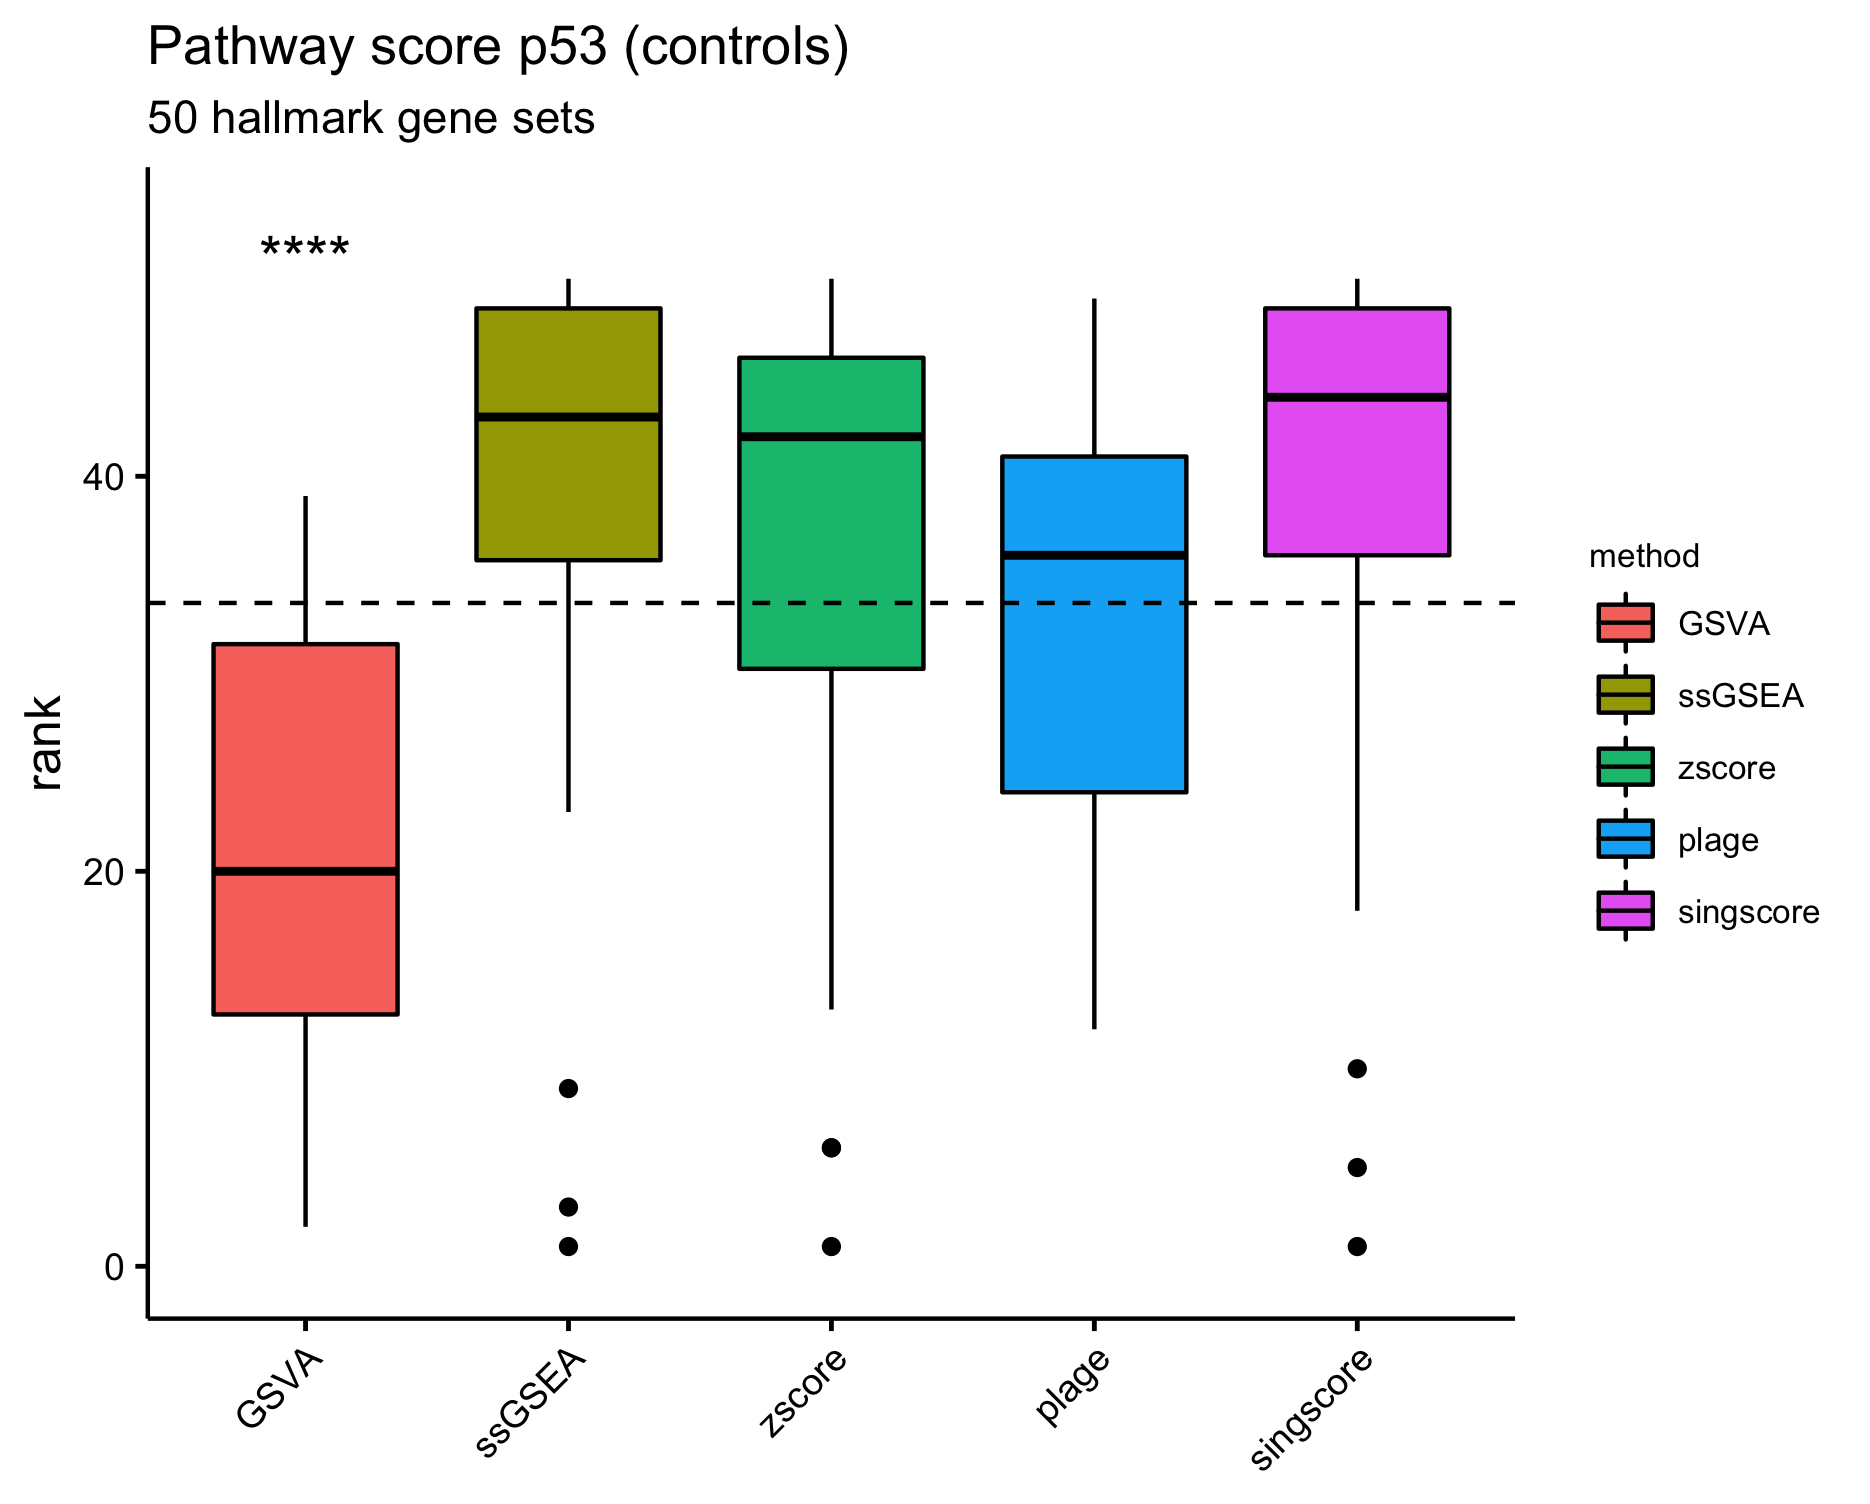 Pathway score p53 (controls)
50 hallmark gene sets
****
40
20
0
rank
GSVA
ssGSEA
zscore
plage
singscore
method
GSVA
ssGSEA
zscore
plage
singscore